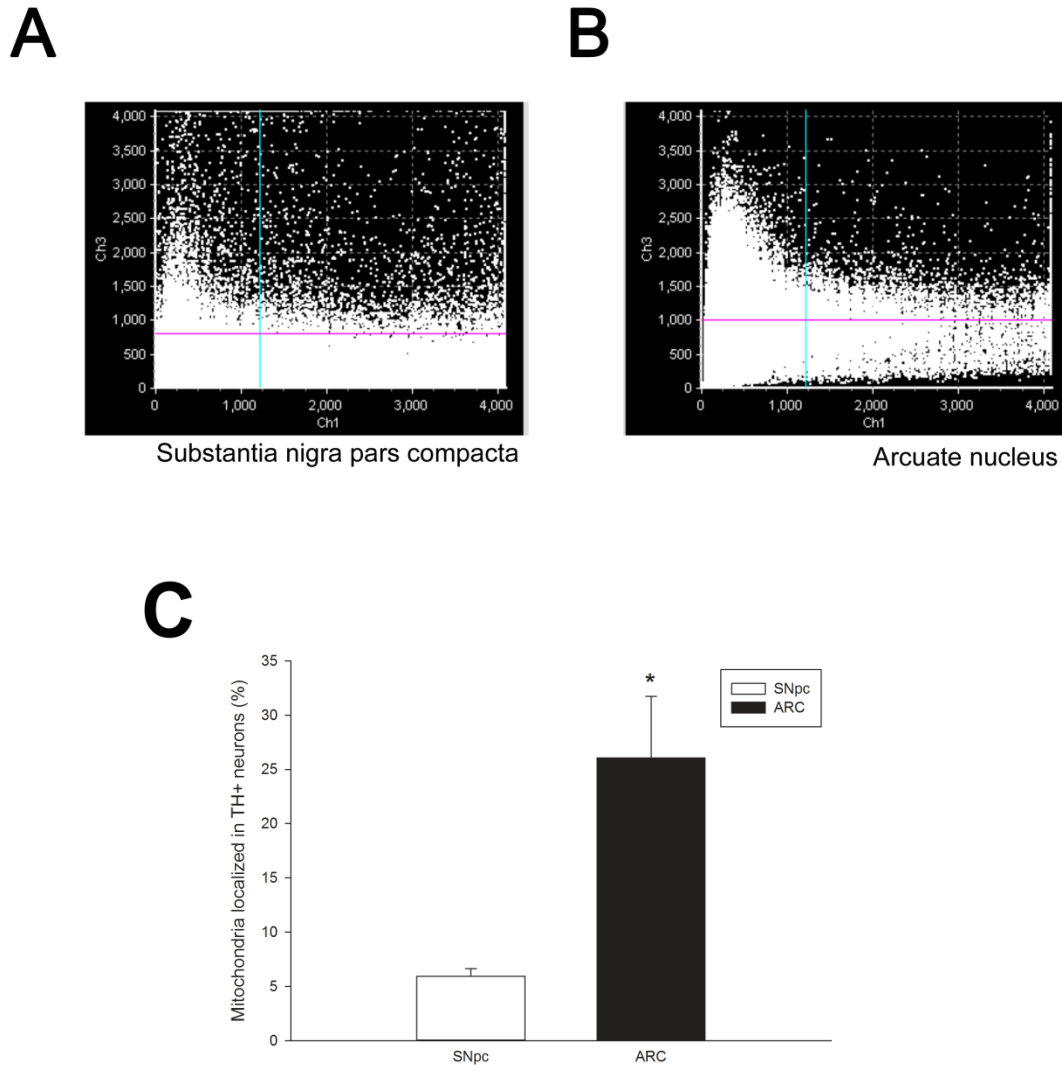 A
B
4,000
3,500
3,000
2,500
2,000
1,500
1,000
500
0
Ch3
0
1,000
2,000
3,000
4,000
Ch1
Substantia nigra pars compacta
4,000
3,500
3,000
2,500
2,000
1,500
1,000
500
0
Ch3
0
1,000
2,000
3,000
4,000
Ch1
Arcuate nucleus
C
Mitochondria localized in TH+ neurons (%)
35
30
25
20
15
10
5
0
*
SNpc
ARC
SNpc
ARC